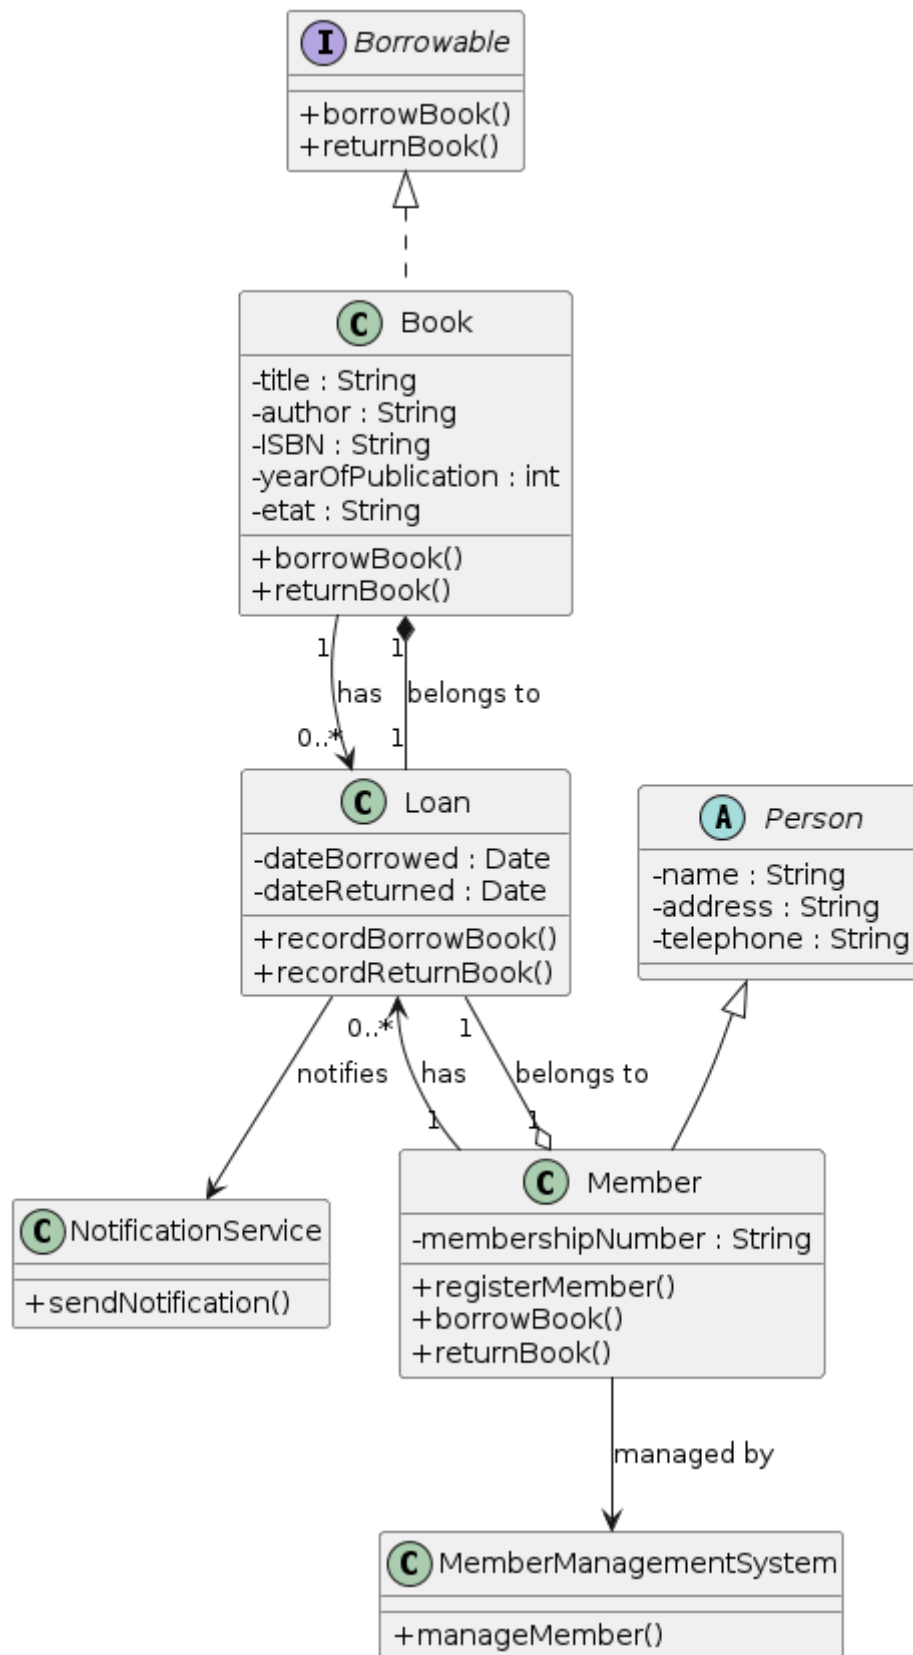 I Borrowable
+borrowBook()
+returnBook()
C Book
-title : String
-author : String
-ISBN : String
-yearOfPublication : int
-etat : String
+borrowBook()
+returnBook()
1 1
has belongs to
0..* 1
C Loan
-dateBorrowed : Date
-dateReturned : Date
+recordBorrowBook()
+recordReturnBook()
A Person
-name : String
-address : String
-telephone : String
0..* 1
notifies has belongs to
1 1
C NotificationService
+sendNotification()
C Member
-membershipNumber : String
+registerMember()
+borrowBook()
+returnBook()
managed by
C MemberManagementSystem
+manageMember()